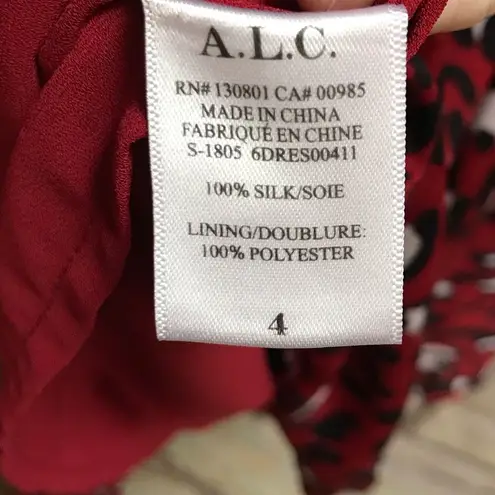 A.L.C.
RN# 130801 CA# 00985
MADE IN CHINA
FABRIQUÉ EN CHINE
S-1805 6DRES00411
100% SILK/SOIE
LINING/DOUBLURE:
100% POLYESTER
4